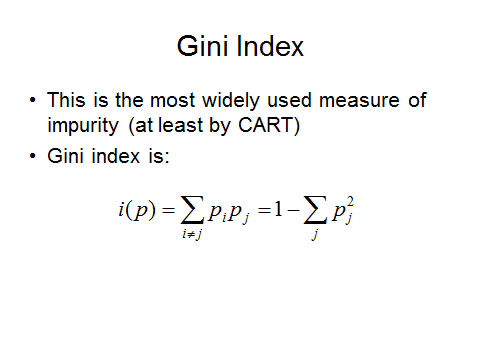 Gini Index
• This is the most widely used measure of
impurity (at least by CART)
• Gini index is:
i(p) = ∑_{i≠j} p_i p_j = 1 − ∑_j p_j^2